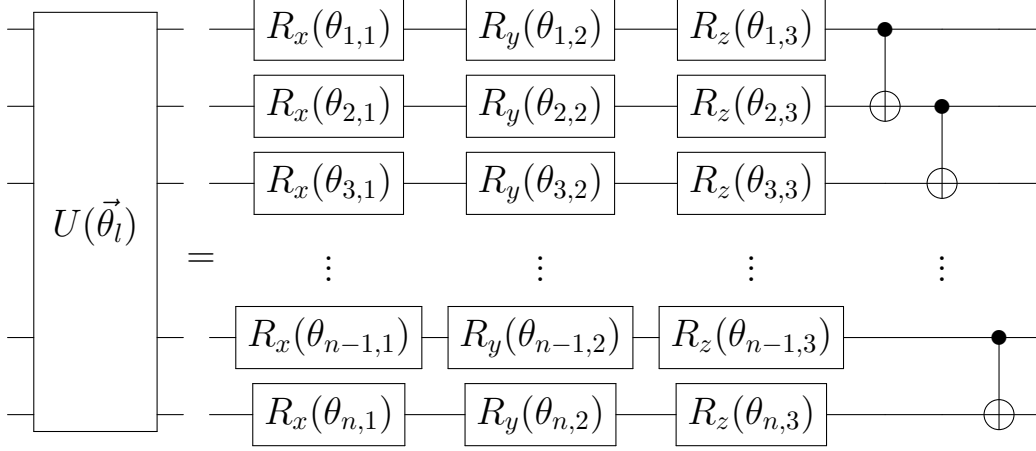 R_x(θ_{1,1}) R_y(θ_{1,2}) R_z(θ_{1,3})
R_x(θ_{2,1}) R_y(θ_{2,2}) R_z(θ_{2,3})
R_x(θ_{3,1}) R_y(θ_{3,2}) R_z(θ_{3,3})
U(\vec{θ}_l) = ⋮ ⋮ ⋮ ⋮
R_x(θ_{n−1,1}) R_y(θ_{n−1,2}) R_z(θ_{n−1,3})
R_x(θ_{n,1}) R_y(θ_{n,2}) R_z(θ_{n,3})